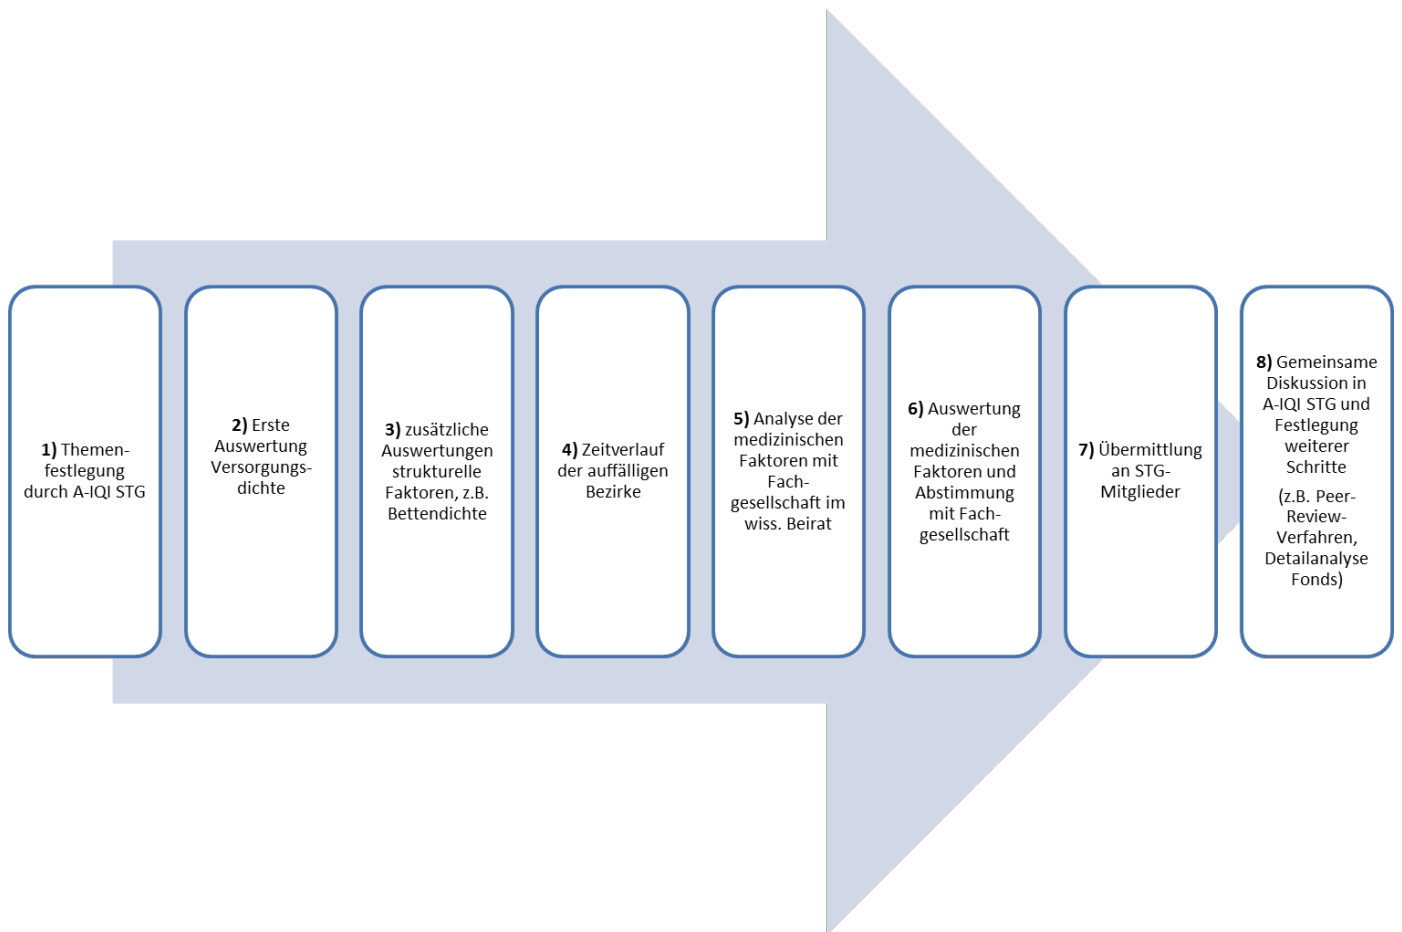 1) Themen-
festlegung
durch A-IQI STG
2) Erste
Auswertung
Versorgungs-
dichte
3) zusätzliche
Auswertungen
strukturelle
Faktoren, z.B.
Bettendichte
4) Zeitverlauf
der auffälligen
Bezirke
5) Analyse der
medizinischen
Faktoren mit
Fach-
gesellschaft im
wiss. Beirat
6) Auswertung
der
medizinischen
Faktoren und
Abstimmung
mit Fach-
gesellschaft
7) Übermittlung
an STG-
Mitglieder
8) Gemeinsame
Diskussion in
A-IQI STG und
Festlegung
weiterer
Schritte
(z.B. Peer-
Review-
Verfahren,
Detailanalyse
Fonds)